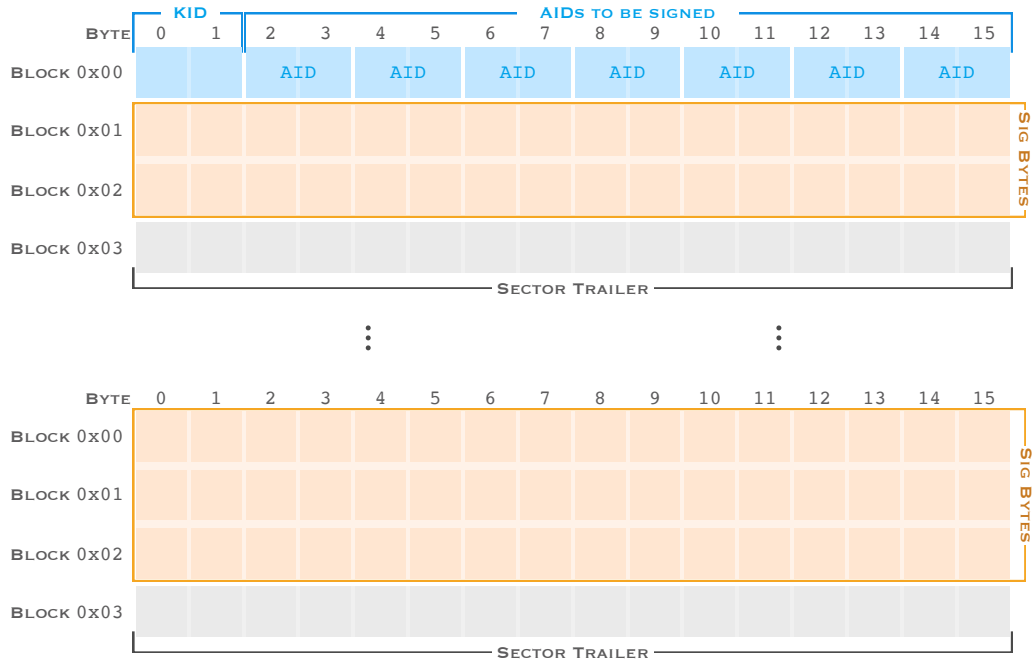 KID AIDs to be signed
Byte 0 1 2 3 4 5 6 7 8 9 10 11 12 13 14 15
Block 0x00 AID AID AID AID AID AID AID
Block 0x01
Sig Bytes
Block 0x02
Block 0x03
Sector Trailer
Byte 0 1 2 3 4 5 6 7 8 9 10 11 12 13 14 15
Block 0x00
Block 0x01
Sig Bytes
Block 0x02
Block 0x03
Sector Trailer